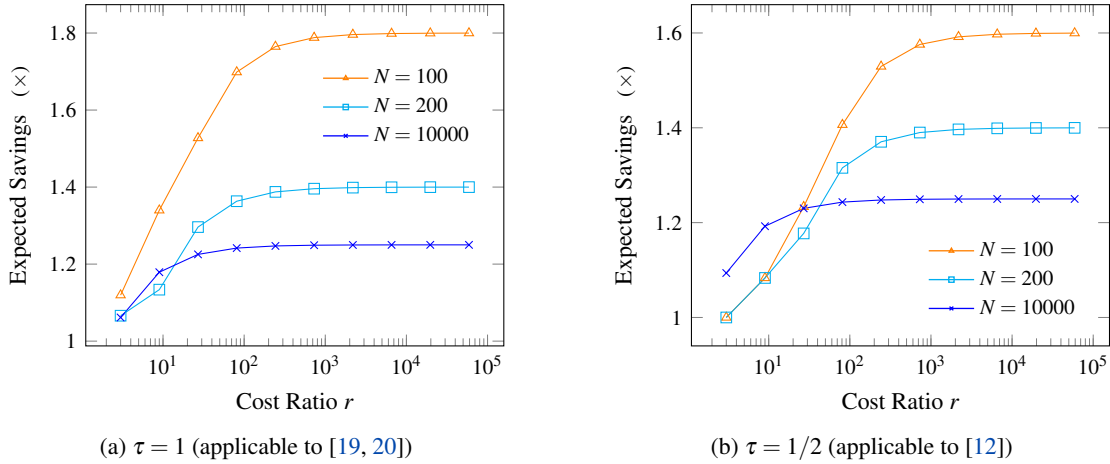 1.8
1.6
1.4
1.2
1
Expected Savings (×)
N = 100
N = 200
N = 10000
10^1 10^2 10^3 10^4 10^5
Cost Ratio r
(a) τ = 1 (applicable to [19, 20])
1.6
1.4
1.2
1
Expected Savings (×)
N = 100
N = 200
N = 10000
10^1 10^2 10^3 10^4 10^5
Cost Ratio r
(b) τ = 1/2 (applicable to [12])